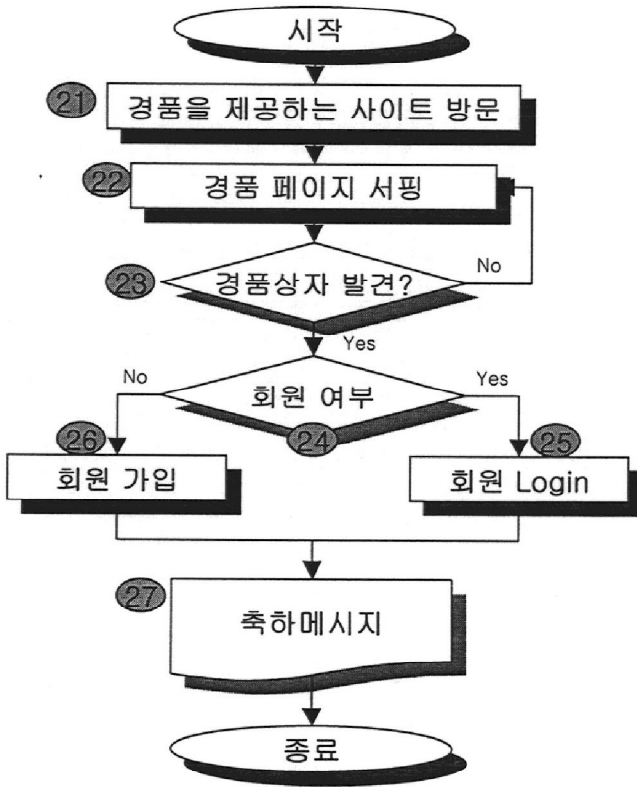 시작
21
경품을 제공하는 사이트 방문
22
경품 페이지 서핑
23
경품상자 발견?
No
Yes
회원 여부
24
No
Yes
26
회원 가입
25
회원 Login
27
축하메시지
종료